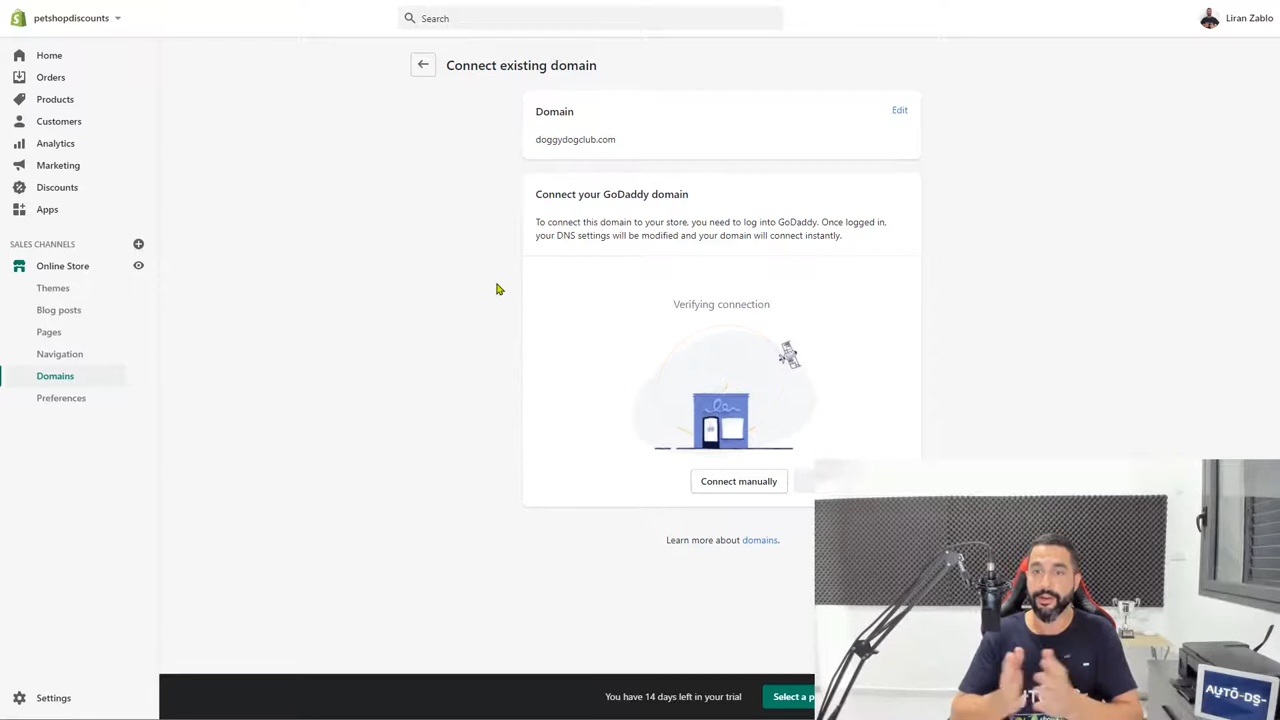 petshopdiscounts
Search
Liran Zablo
Home
Orders
Products
Customers
Analytics
Marketing
Discounts
Apps
SALES CHANNELS
Online Store
Themes
Blog posts
Pages
Navigation
Domains
Preferences
Settings
Connect existing domain
Domain
Edit
doggydogclub.com
Connect your GoDaddy domain
To connect this domain to your store, you need to log into GoDaddy. Once logged in,
your DNS settings will be modified and your domain will connect instantly.
Verifying connection
Connect manually
Learn more about domains.
You have 14 days left in your trial
Select a p
AUTO-DS-